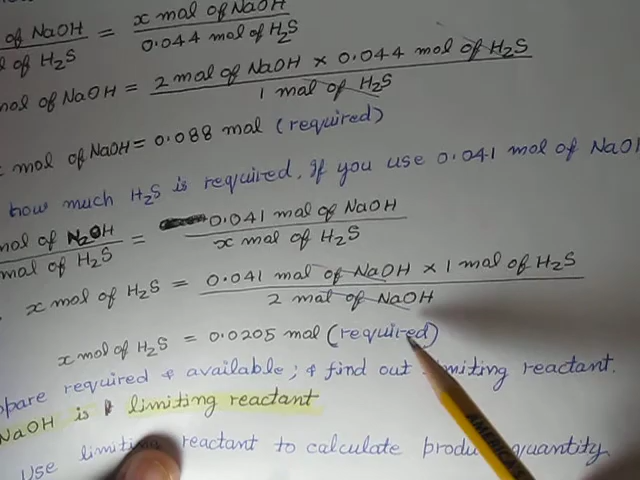 of NaOH = x mol of NaOH
of H2S 0.044 mol of H2S
mol of NaOH = 2 mol of NaOH × 0.044 mol of H2S
1 mol of H2S
mol of NaOH = 0.088 mol (required)
how much H2S is required, If you use 0.041 mol of NaOH
mol of N2OH = 0.041 mol of NaOH
mol of H2S x mol of H2S
x mol of H2S = 0.041 mol of NaOH × 1 mol of H2S
2 mol of NaOH
x mol of H2S = 0.0205 mol (required)
pare required & available; & find out limiting reactant.
NaOH is limiting reactant
Use limiting reactant to calculate product quantity.
AMERICA